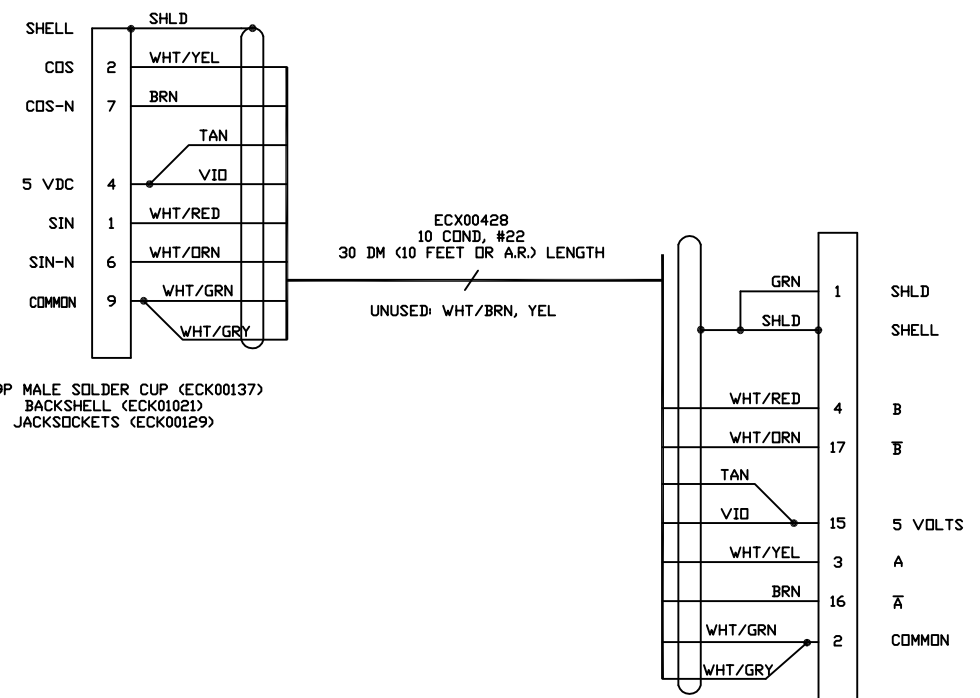 SHELL SHLD
COS 2 WHT/YEL
COS-N 7 BRN
TAN
5 VDC 4 VIO
SIN 1 WHT/RED
SIN-N 6 WHT/ORN
COMMON 9 WHT/GRN
WHT/GRY
9P MALE SOLDER CUP (ECK00137)
BACKSHELL (ECK01021)
JACKSOCKETS (ECK00129)
ECX00428
10 COND, #22
30 DM (10 FEET OR A.R.) LENGTH
UNUSED: WHT/BRN, YEL
GRN 1 SHLD
SHLD SHELL
WHT/RED 4 B
WHT/ORN 17 B̅
TAN
VIO 15 5 VOLTS
WHT/YEL 3 A
BRN 16 A̅
WHT/GRN 2 COMMON
WHT/GRY